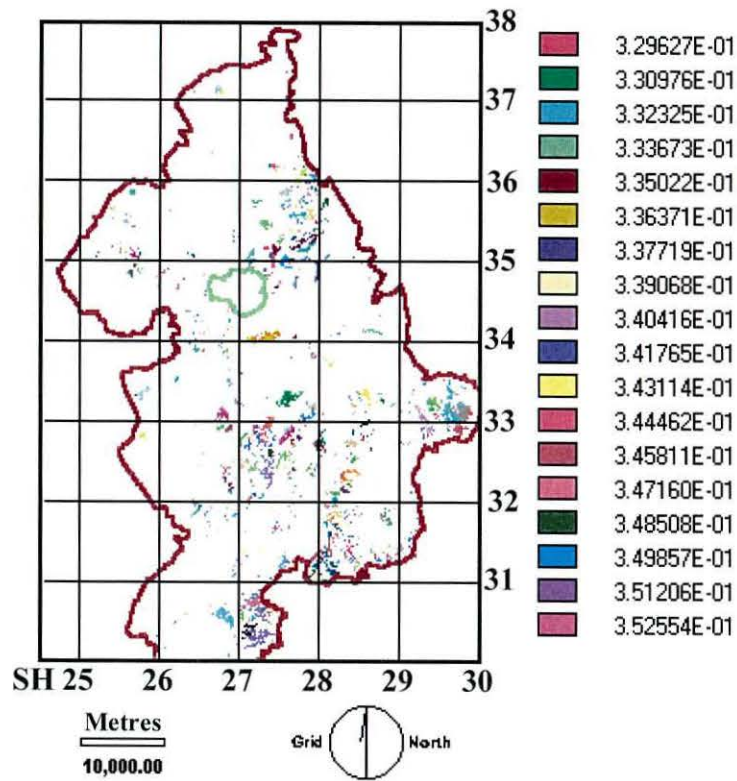 38
37
36
35
34
33
32
31
SH 25 26 27 28 29 30
3.29627E-01
3.30976E-01
3.32325E-01
3.33673E-01
3.35022E-01
3.36371E-01
3.37719E-01
3.39068E-01
3.40416E-01
3.41765E-01
3.43114E-01
3.44462E-01
3.45811E-01
3.47160E-01
3.48508E-01
3.49857E-01
3.51206E-01
3.52554E-01
Metres
10,000.00
Grid North